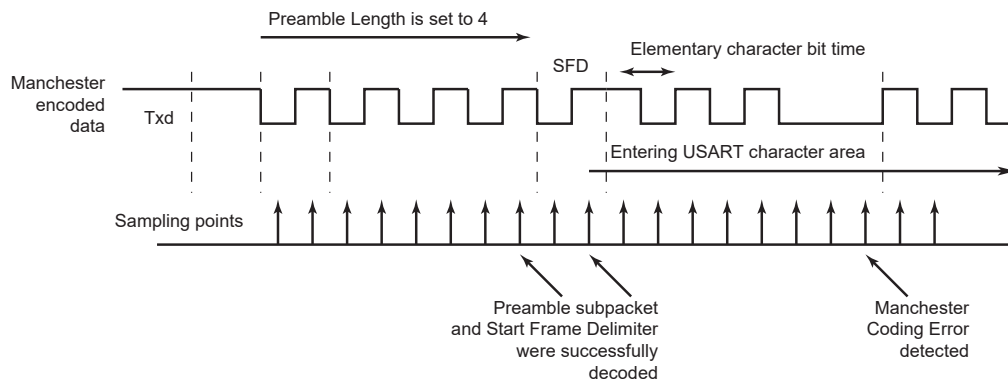 Preamble Length is set to 4
Elementary character bit time
SFD
Manchester
encoded
data
Txd
Entering USART character area
Sampling points
Preamble subpacket
and Start Frame Delimiter
were successfully
decoded
Manchester
Coding Error
detected